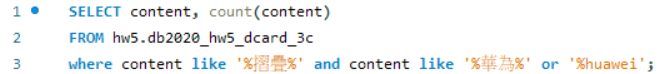 1 SELECT content, count(content)
2 FROM hw5.db2020_hw5_dcard_3c
3 where content like '%摺疊%' and content like '%華為%' or '%huawei';